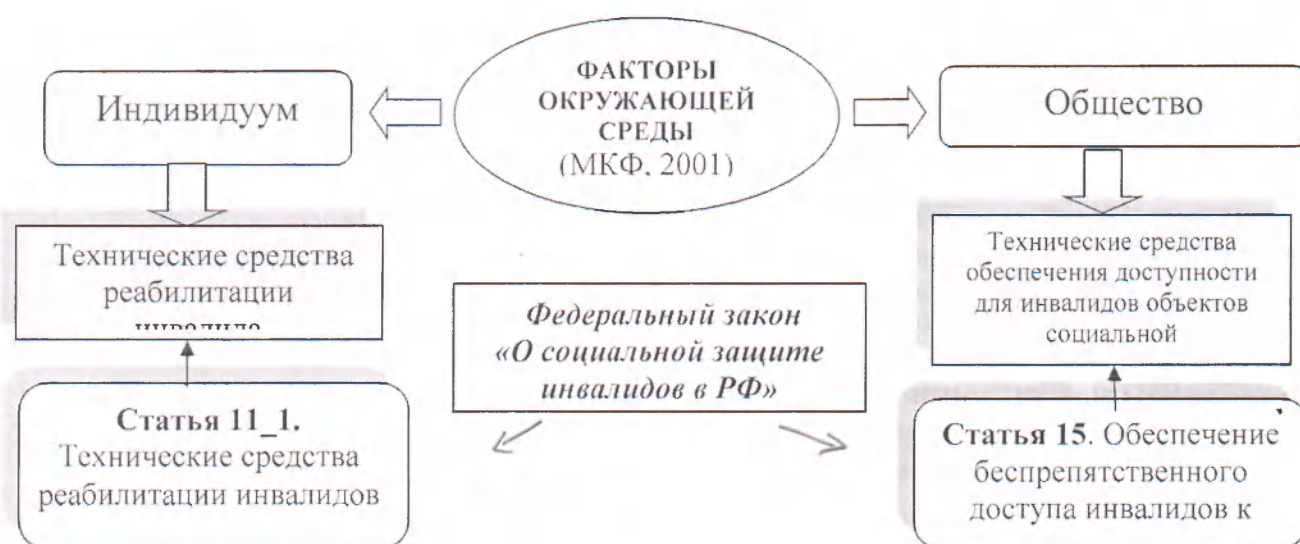 ФАКТОРЫ
ОКРУЖАЮЩЕЙ
СРЕДЫ
(МКФ, 2001)
Индивидуум
Общество
Технические средства
реабилитации
инвалида
Технические средства
обеспечения доступности
для инвалидов объектов
социальной
Федеральный закон
«О социальной защите
инвалидов в РФ»
Статья 11_1.
Технические средства
реабилитации инвалидов
Статья 15. Обеспечение
беспрепятственного
доступа инвалидов к